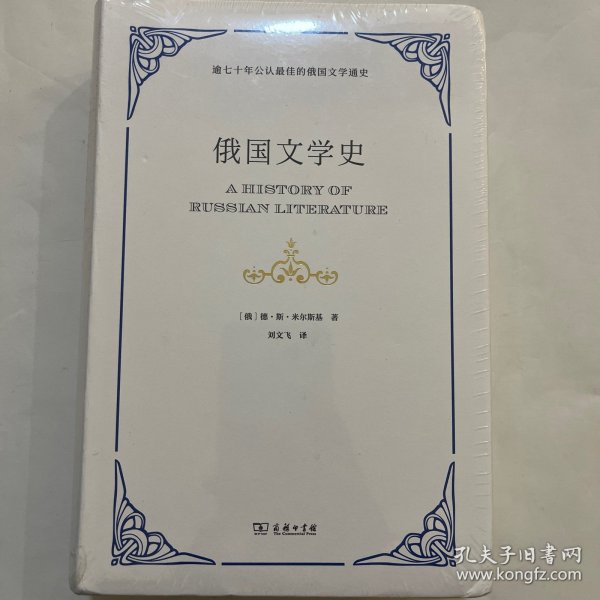 逾七十年公认最佳的俄国文学通史
俄国文学史
A HISTORY OF
RUSSIAN LITERATURE
[俄] 德·斯·米尔斯基 著
刘文飞 译
商务印书馆
The Commercial Press
孔夫子旧书网
www.kongfz.com